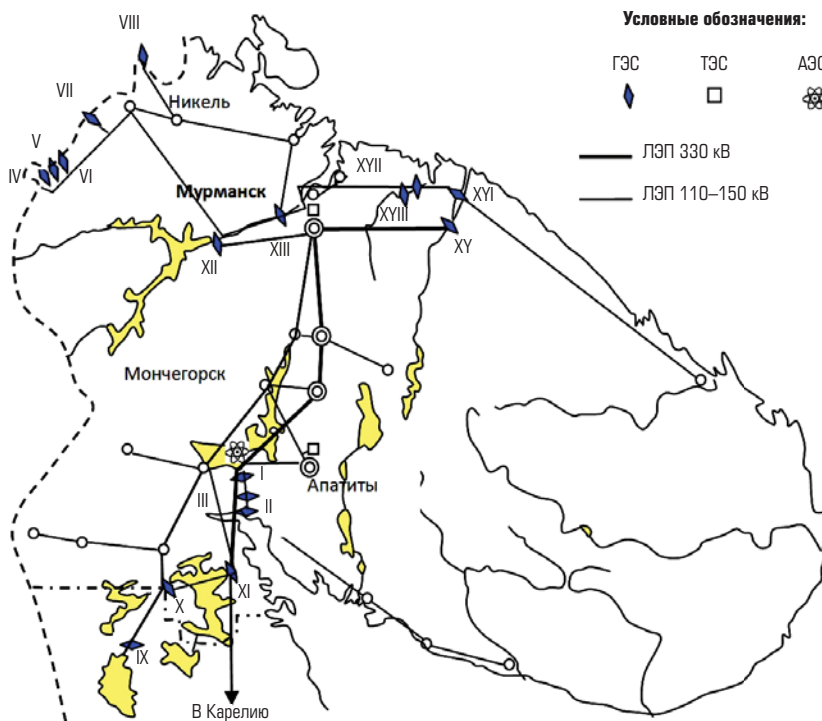 Условные обозначения:
ГЭС ТЭС АЭС
ЛЭП 330 кВ
ЛЭП 110–150 кВ
VIII
VII
Никель
V
IV
VI
XYII
Мурманск
XYI
XYIII
XII
XIII
XY
Мончегорск
I
Апатиты
III
II
XI
X
IX
В Карелию